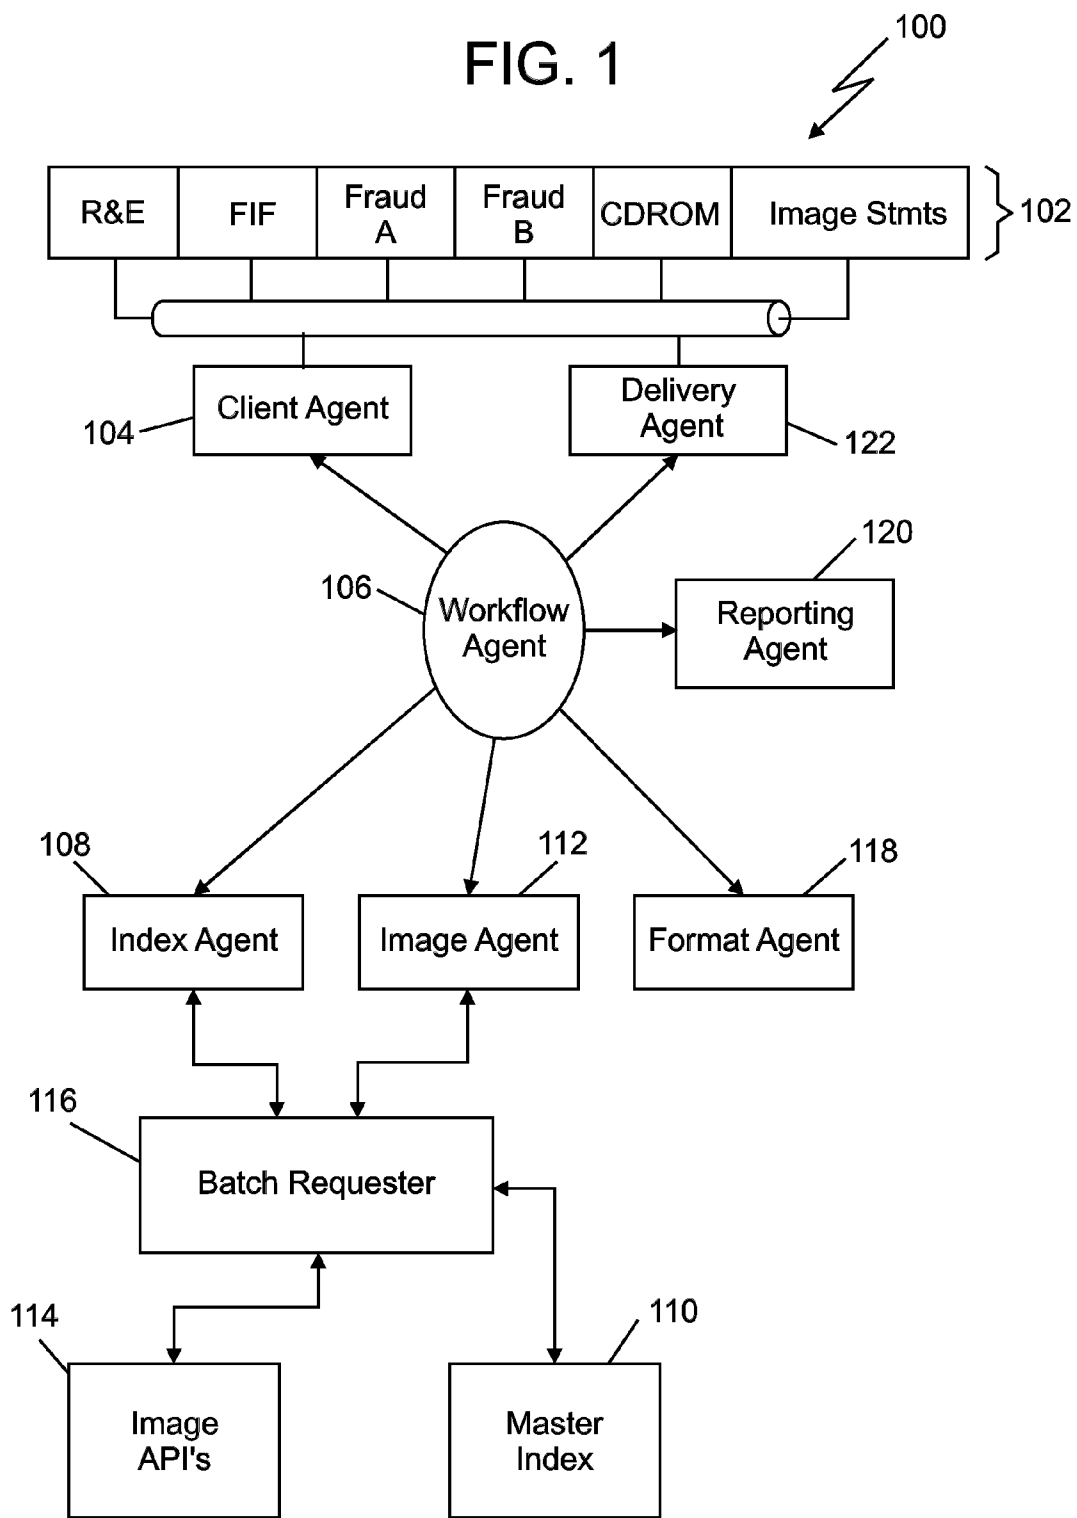 FIG. 1
100
R&E
FIF
Fraud
A
Fraud
B
CDROM
Image Stmts
102
Client Agent
104
Delivery
Agent
122
120
106
Workflow
Agent
Reporting
Agent
108
112
118
Index Agent
Image Agent
Format Agent
116
Batch Requester
114
110
Image
API's
Master
Index